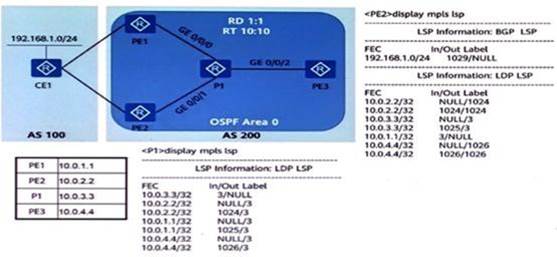 RD 1:1
RT 10:10
192.168.1.0/24
PE1
GE 0/0/0
CE1
P1
GE 0/0/2
PE3
GE 0/0/1
PE2
OSPF Area 0
AS 100
AS 200
PE1 10.0.1.1
PE2 10.0.2.2
P1 10.0.3.3
PE3 10.0.4.4
<P1>display mpls lsp
LSP Information: LDP LSP
FEC In/Out Label
10.0.3.3/32 3/NULL
10.0.2.2/32 NULL/3
10.0.2.2/32 1024/3
10.0.1.1/32 NULL/3
10.0.1.1/32 1025/3
10.0.4.4/32 NULL/3
10.0.4.4/32 1026/3
<PE2>display mpls lsp
LSP Information: BGP LSP
FEC In/Out Label
192.168.1.0/24 1029/NULL
LSP Information: LDP LSP
FEC In/Out Label
10.0.2.2/32 NULL/1024
10.0.2.2/32 1024/1024
10.0.3.3/32 NULL/3
10.0.3.3/32 1025/3
10.0.1.1/32 3/NULL
10.0.4.4/32 NULL/1026
10.0.4.4/32 1026/1026